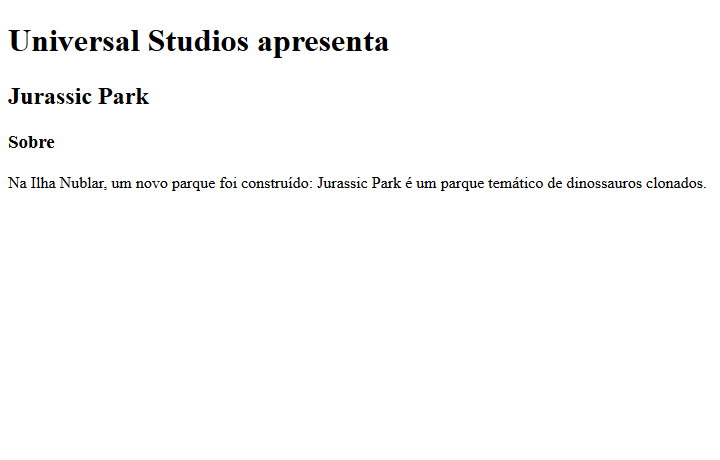 Universal Studios apresenta
Jurassic Park
Sobre
Na Ilha Nublar, um novo parque foi construído: Jurassic Park é um parque temático de dinossauros clonados.